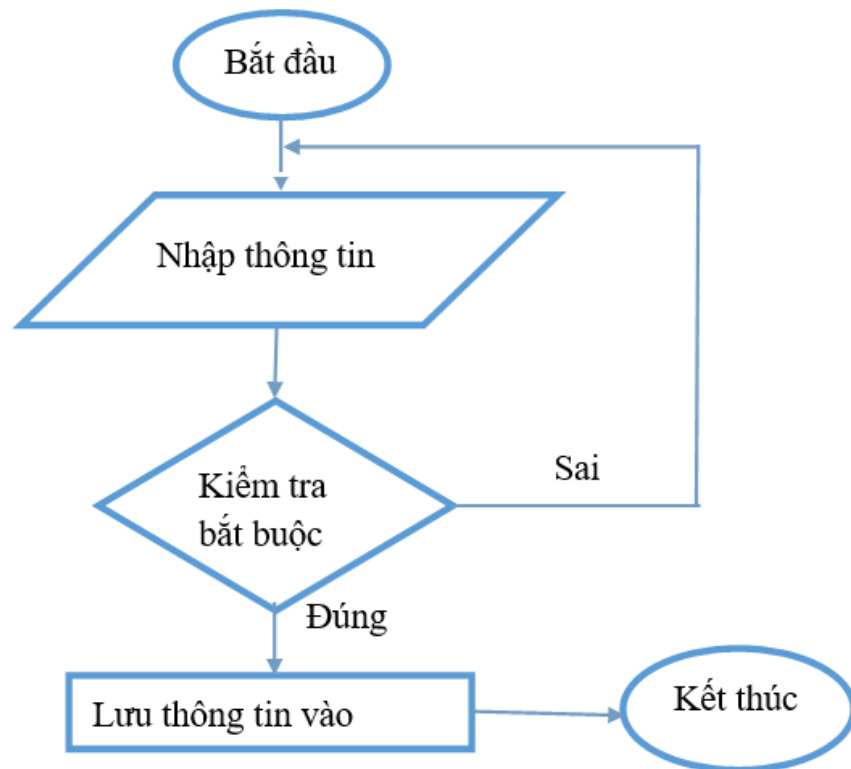 Bắt đầu
Nhập thông tin
Kiểm tra
bắt buộc
Sai
Đúng
Lưu thông tin vào
Kết thúc